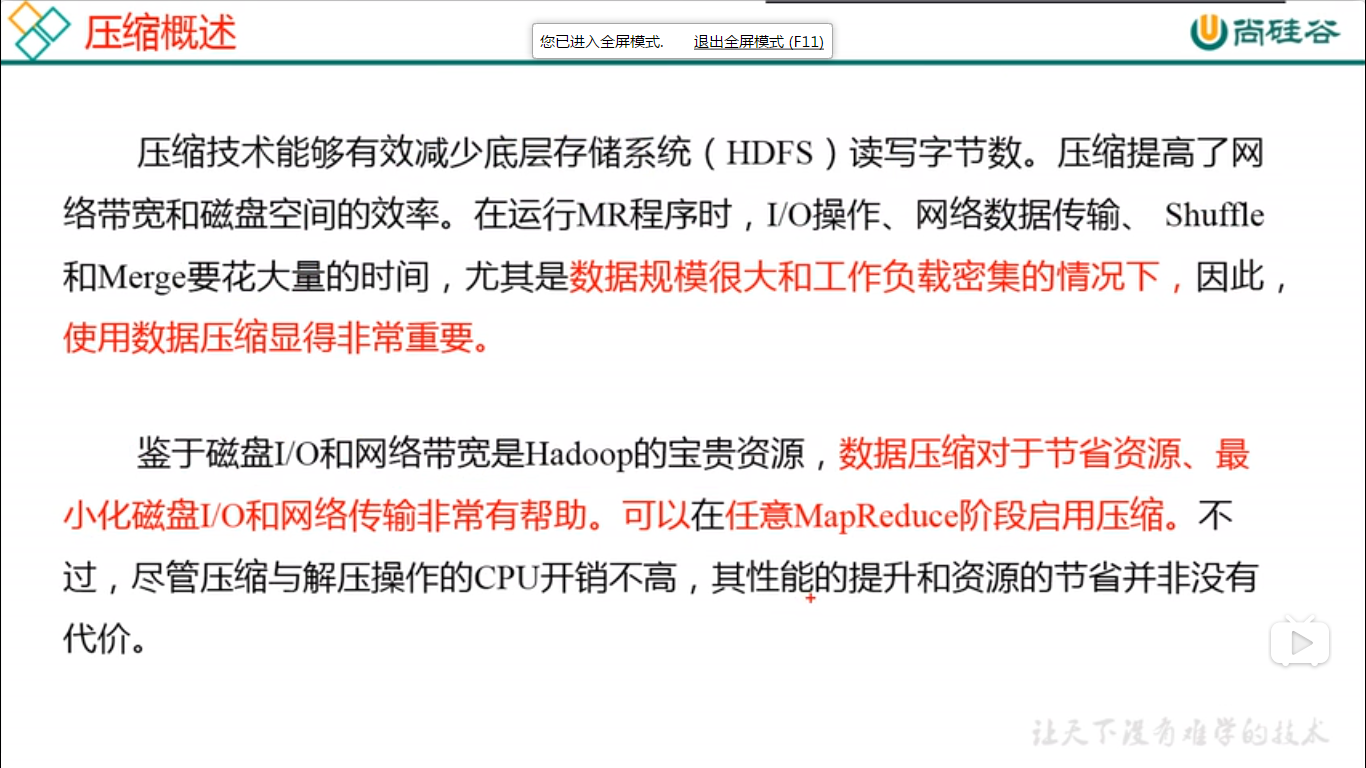 压缩概述
您已进入全屏模式. 退出全屏模式 (F11)
尚硅谷
压缩技术能够有效减少底层存储系统（HDFS）读写字节数。压缩提高了网
络带宽和磁盘空间的效率。在运行MR程序时，I/O操作、网络数据传输、 Shuffle
和Merge要花大量的时间，尤其是数据规模很大和工作负载密集的情况下，因此，
使用数据压缩显得非常重要。
鉴于磁盘I/O和网络带宽是Hadoop的宝贵资源，数据压缩对于节省资源、最
小化磁盘I/O和网络传输非常有帮助。可以在任意MapReduce阶段启用压缩。不
过，尽管压缩与解压操作的CPU开销不高，其性能的提升和资源的节省并非没有
代价。
让天下没有难学的技术